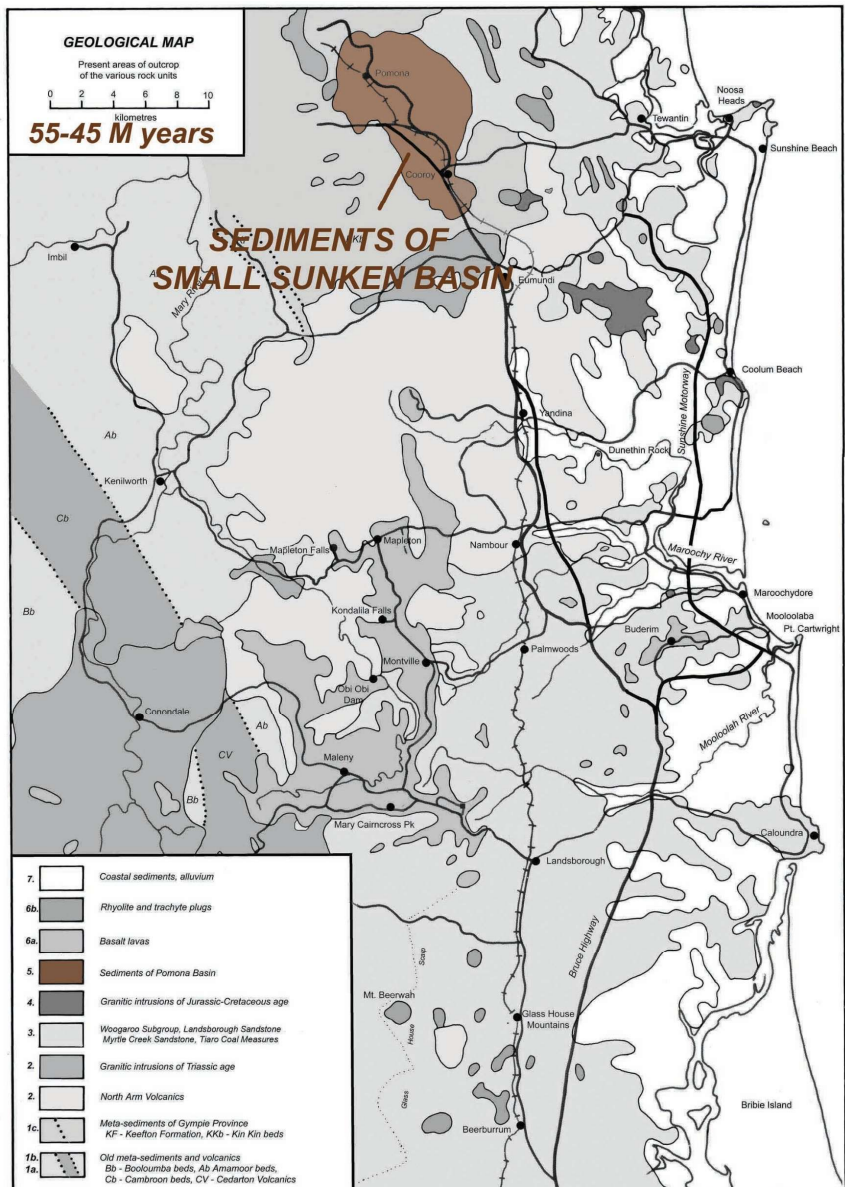 GEOLOGICAL MAP
Present areas of outcrop
of the various rock units
0 2 4 6 8 10
kilometres
55-45 M years
Pomona
Noosa
Heads
Tewantin
Sunshine Beach
Cooroy
SEDIMENTS OF
SMALL SUNKEN BASIN
Imbil
Mary River
Eumundi
Coolum Beach
Sunshine Motorway
Yandina
Ab
Dunethin Rock
Kenilworth
Cb
Mapleton
Mapleton Falls
Nambour
Maroochy River
Bb
Maroochydore
Kondalila Falls
Mooloolaba
Buderim
Pt. Cartwright
Palmwoods
Montville
Obi Obi
Dam
Conondale
Ab
Mooloolah River
CV
Maleny
Bb
Mary Cairncross Pk
Caloundra
Landsborough
Bruce Highway
Scarp
Mt. Beerwah
House
Glass House
Mountains
Glass
Bribie Island
Beerburrum
7. Coastal sediments, alluvium
6b. Rhyolite and trachyte plugs
6a. Basalt lavas
5. Sediments of Pomona Basin
4. Granitic intrusions of Jurassic-Cretaceous age
3. Woogaroo Subgroup, Landsborough Sandstone
Myrtle Creek Sandstone, Tiaro Coal Measures
2. Granitic intrusions of Triassic age
2. North Arm Volcanics
1c. Meta-sediments of Gympie Province
KF - Keefton Formation, KKb - Kin Kin beds
1b. Old meta-sediments and volcanics
1a. Bb - Booloumba beds, Ab Amamoor beds,
Cb - Cambroon beds, CV - Cedarton Volcanics